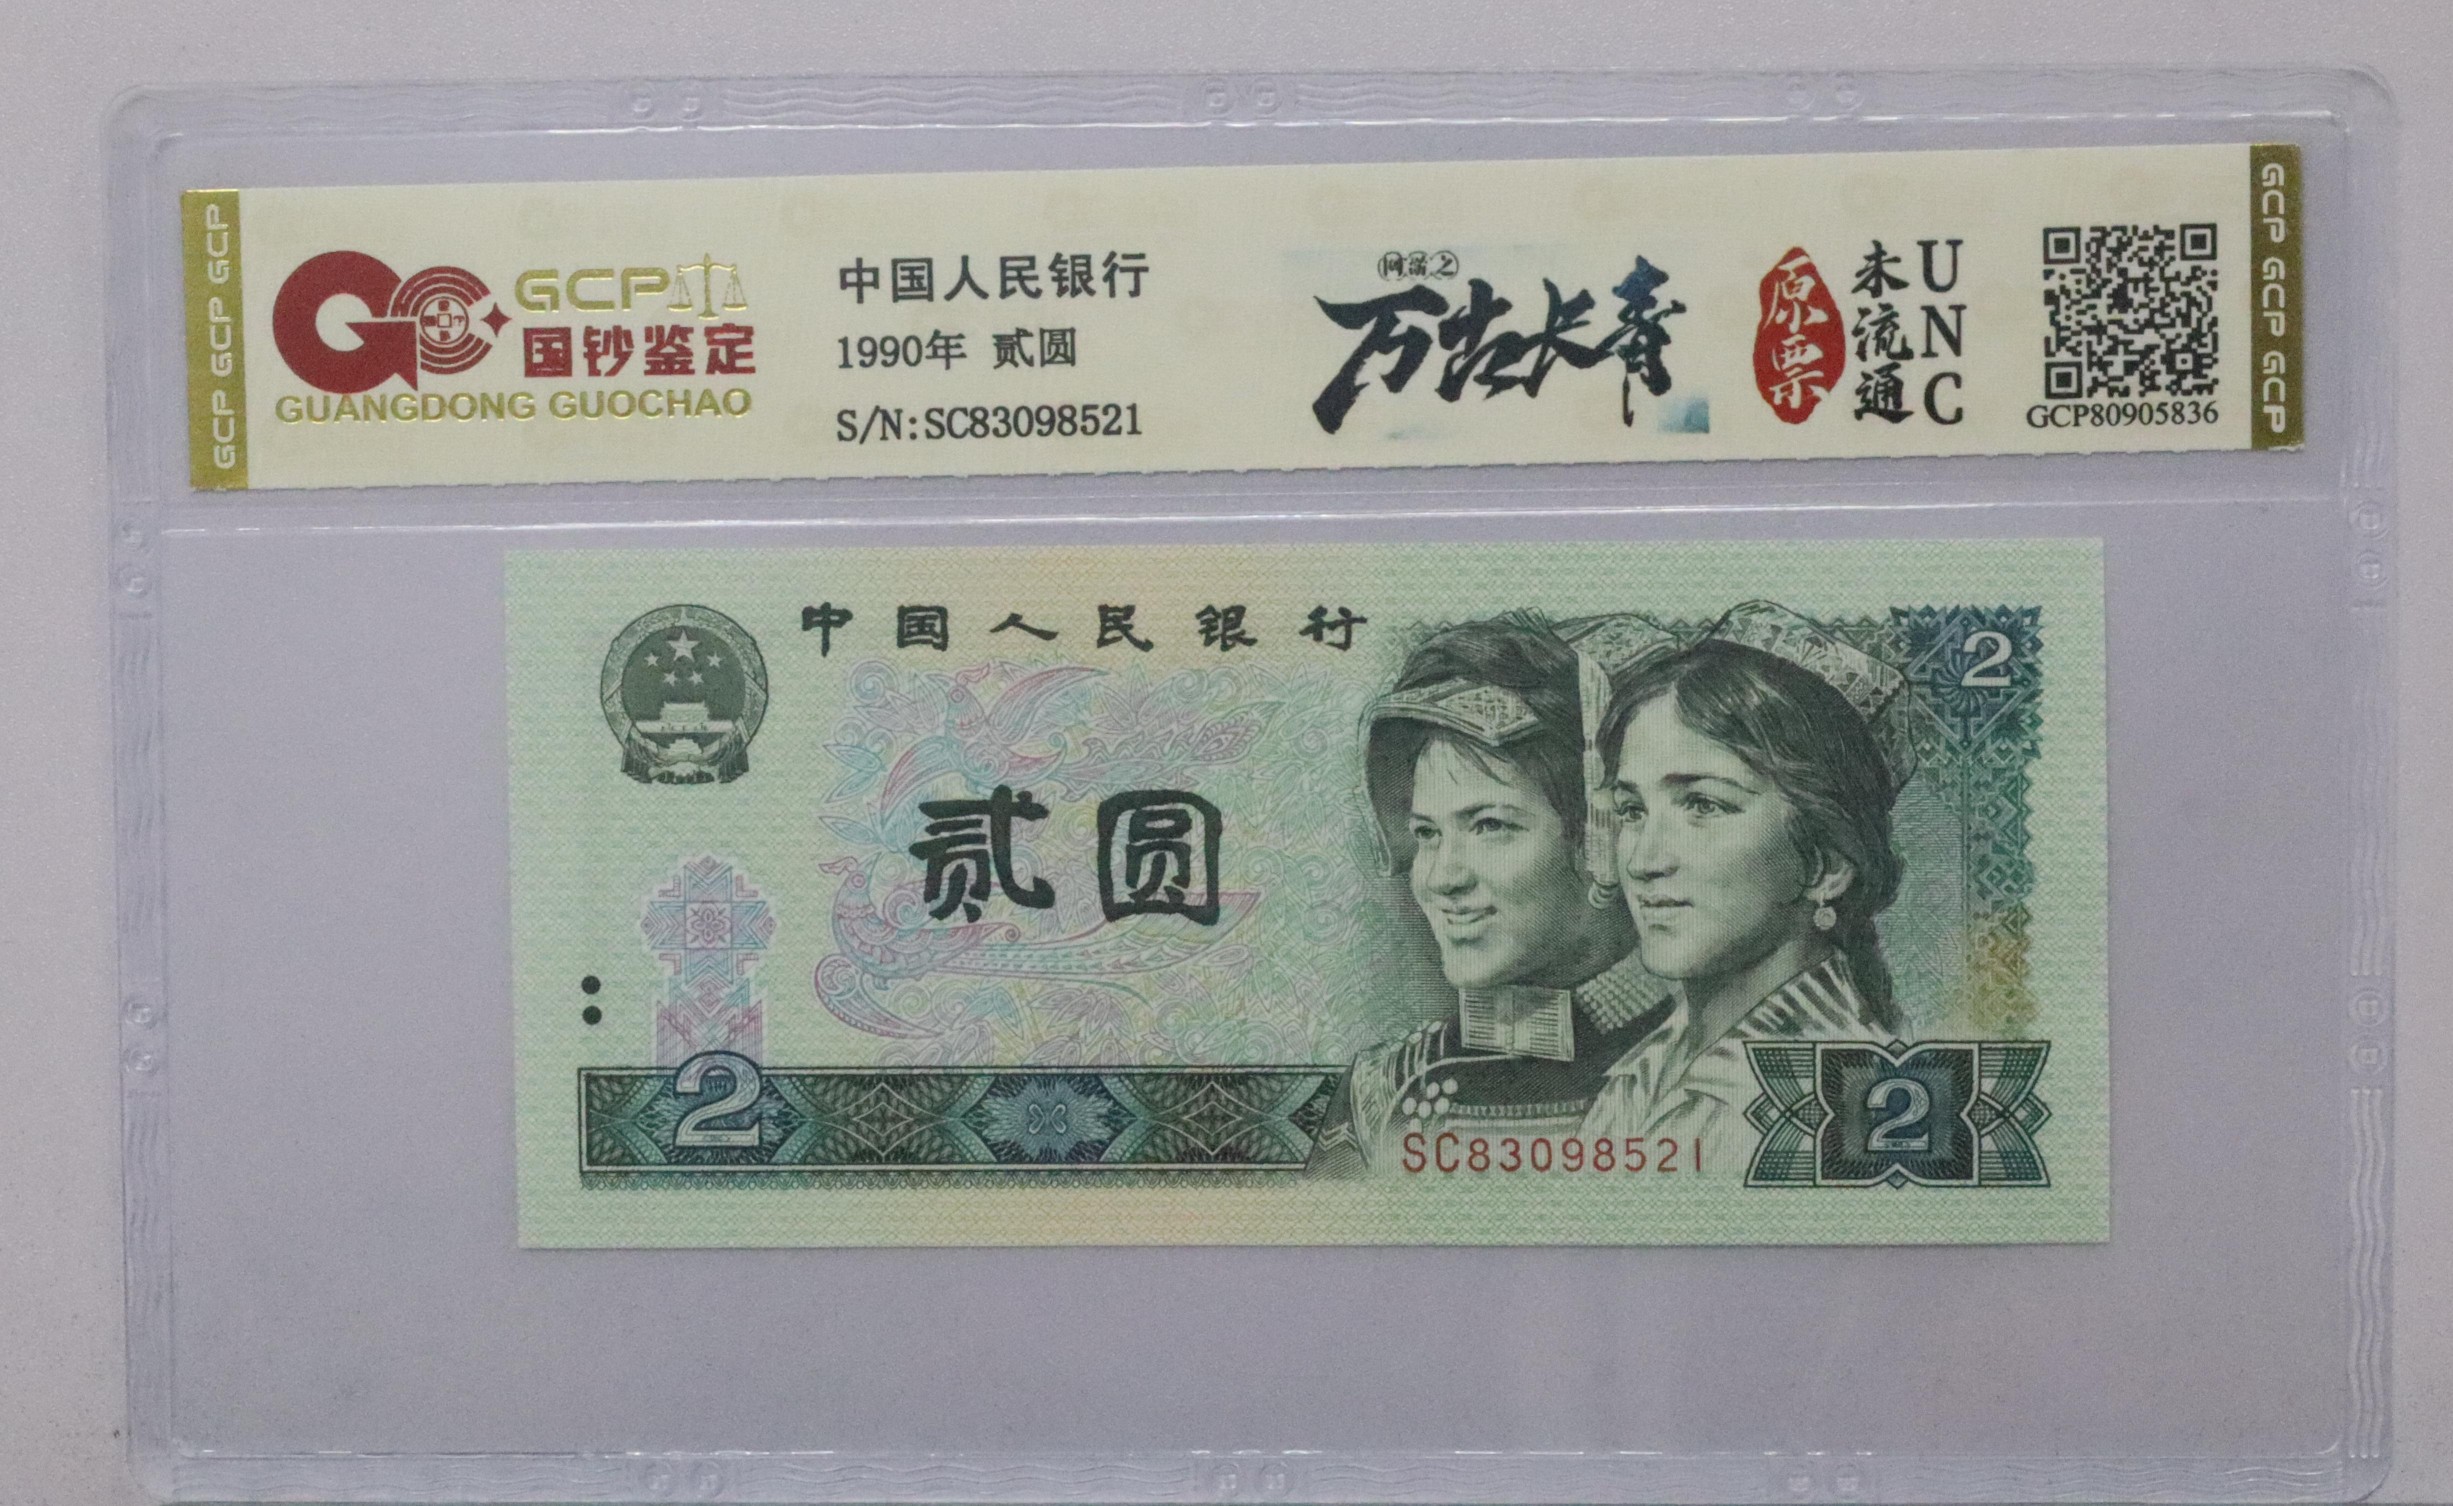 GCP GCP GCP
GCP
国钞鉴定
GUANGDONG GUOCHAO
中国人民银行
1990年 贰圆
S/N:SC83098521
万古长青
原票
未流通
UNC
GCP80905836
GCP GCP GCP
中国人民银行
2
贰圆
2
SC83098521
2